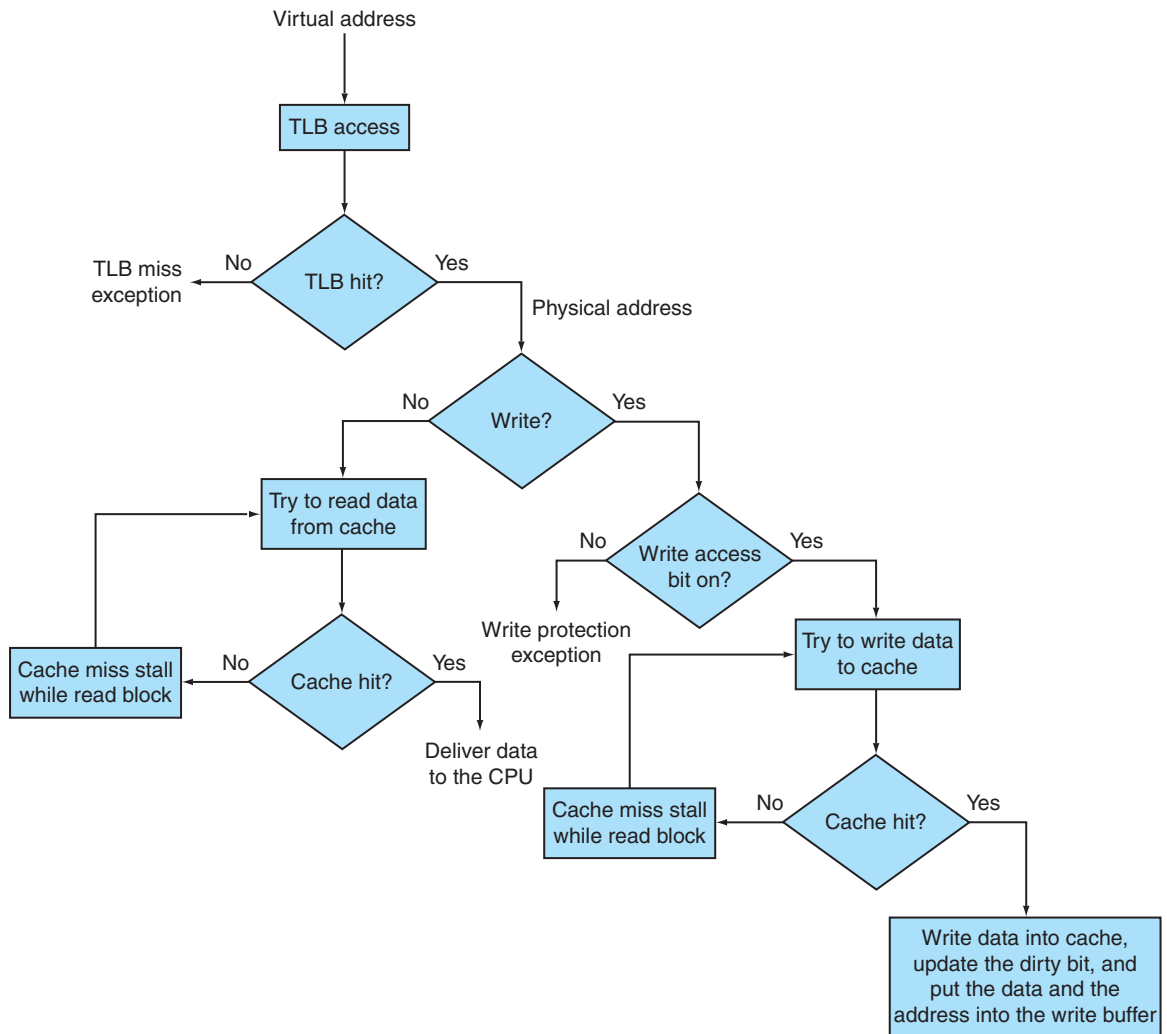 Virtual address
TLB access
TLB hit?
No
Yes
TLB miss
exception
Physical address
Write?
No
Yes
Try to read data
from cache
Write access
bit on?
No
Yes
Write protection
exception
Try to write data
to cache
Cache hit?
No
Yes
Cache miss stall
while read block
Deliver data
to the CPU
Cache hit?
No
Yes
Cache miss stall
while read block
Write data into cache,
update the dirty bit, and
put the data and the
address into the write buffer